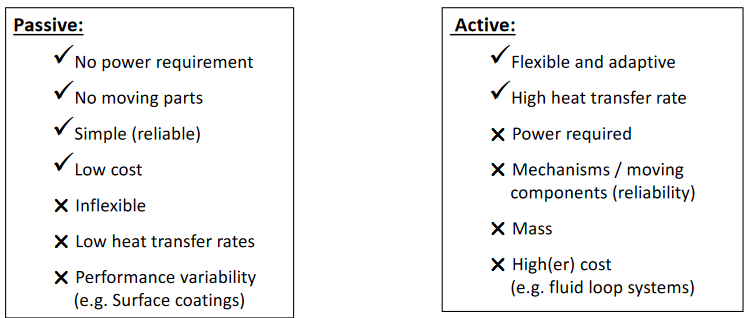 Passive:
✓ No power requirement
✓ No moving parts
✓ Simple (reliable)
✓ Low cost
✗ Inflexible
✗ Low heat transfer rates
✗ Performance variability
(e.g. Surface coatings)
Active:
✓ Flexible and adaptive
✓ High heat transfer rate
✗ Power required
✗ Mechanisms / moving
components (reliability)
✗ Mass
✗ High(er) cost
(e.g. fluid loop systems)